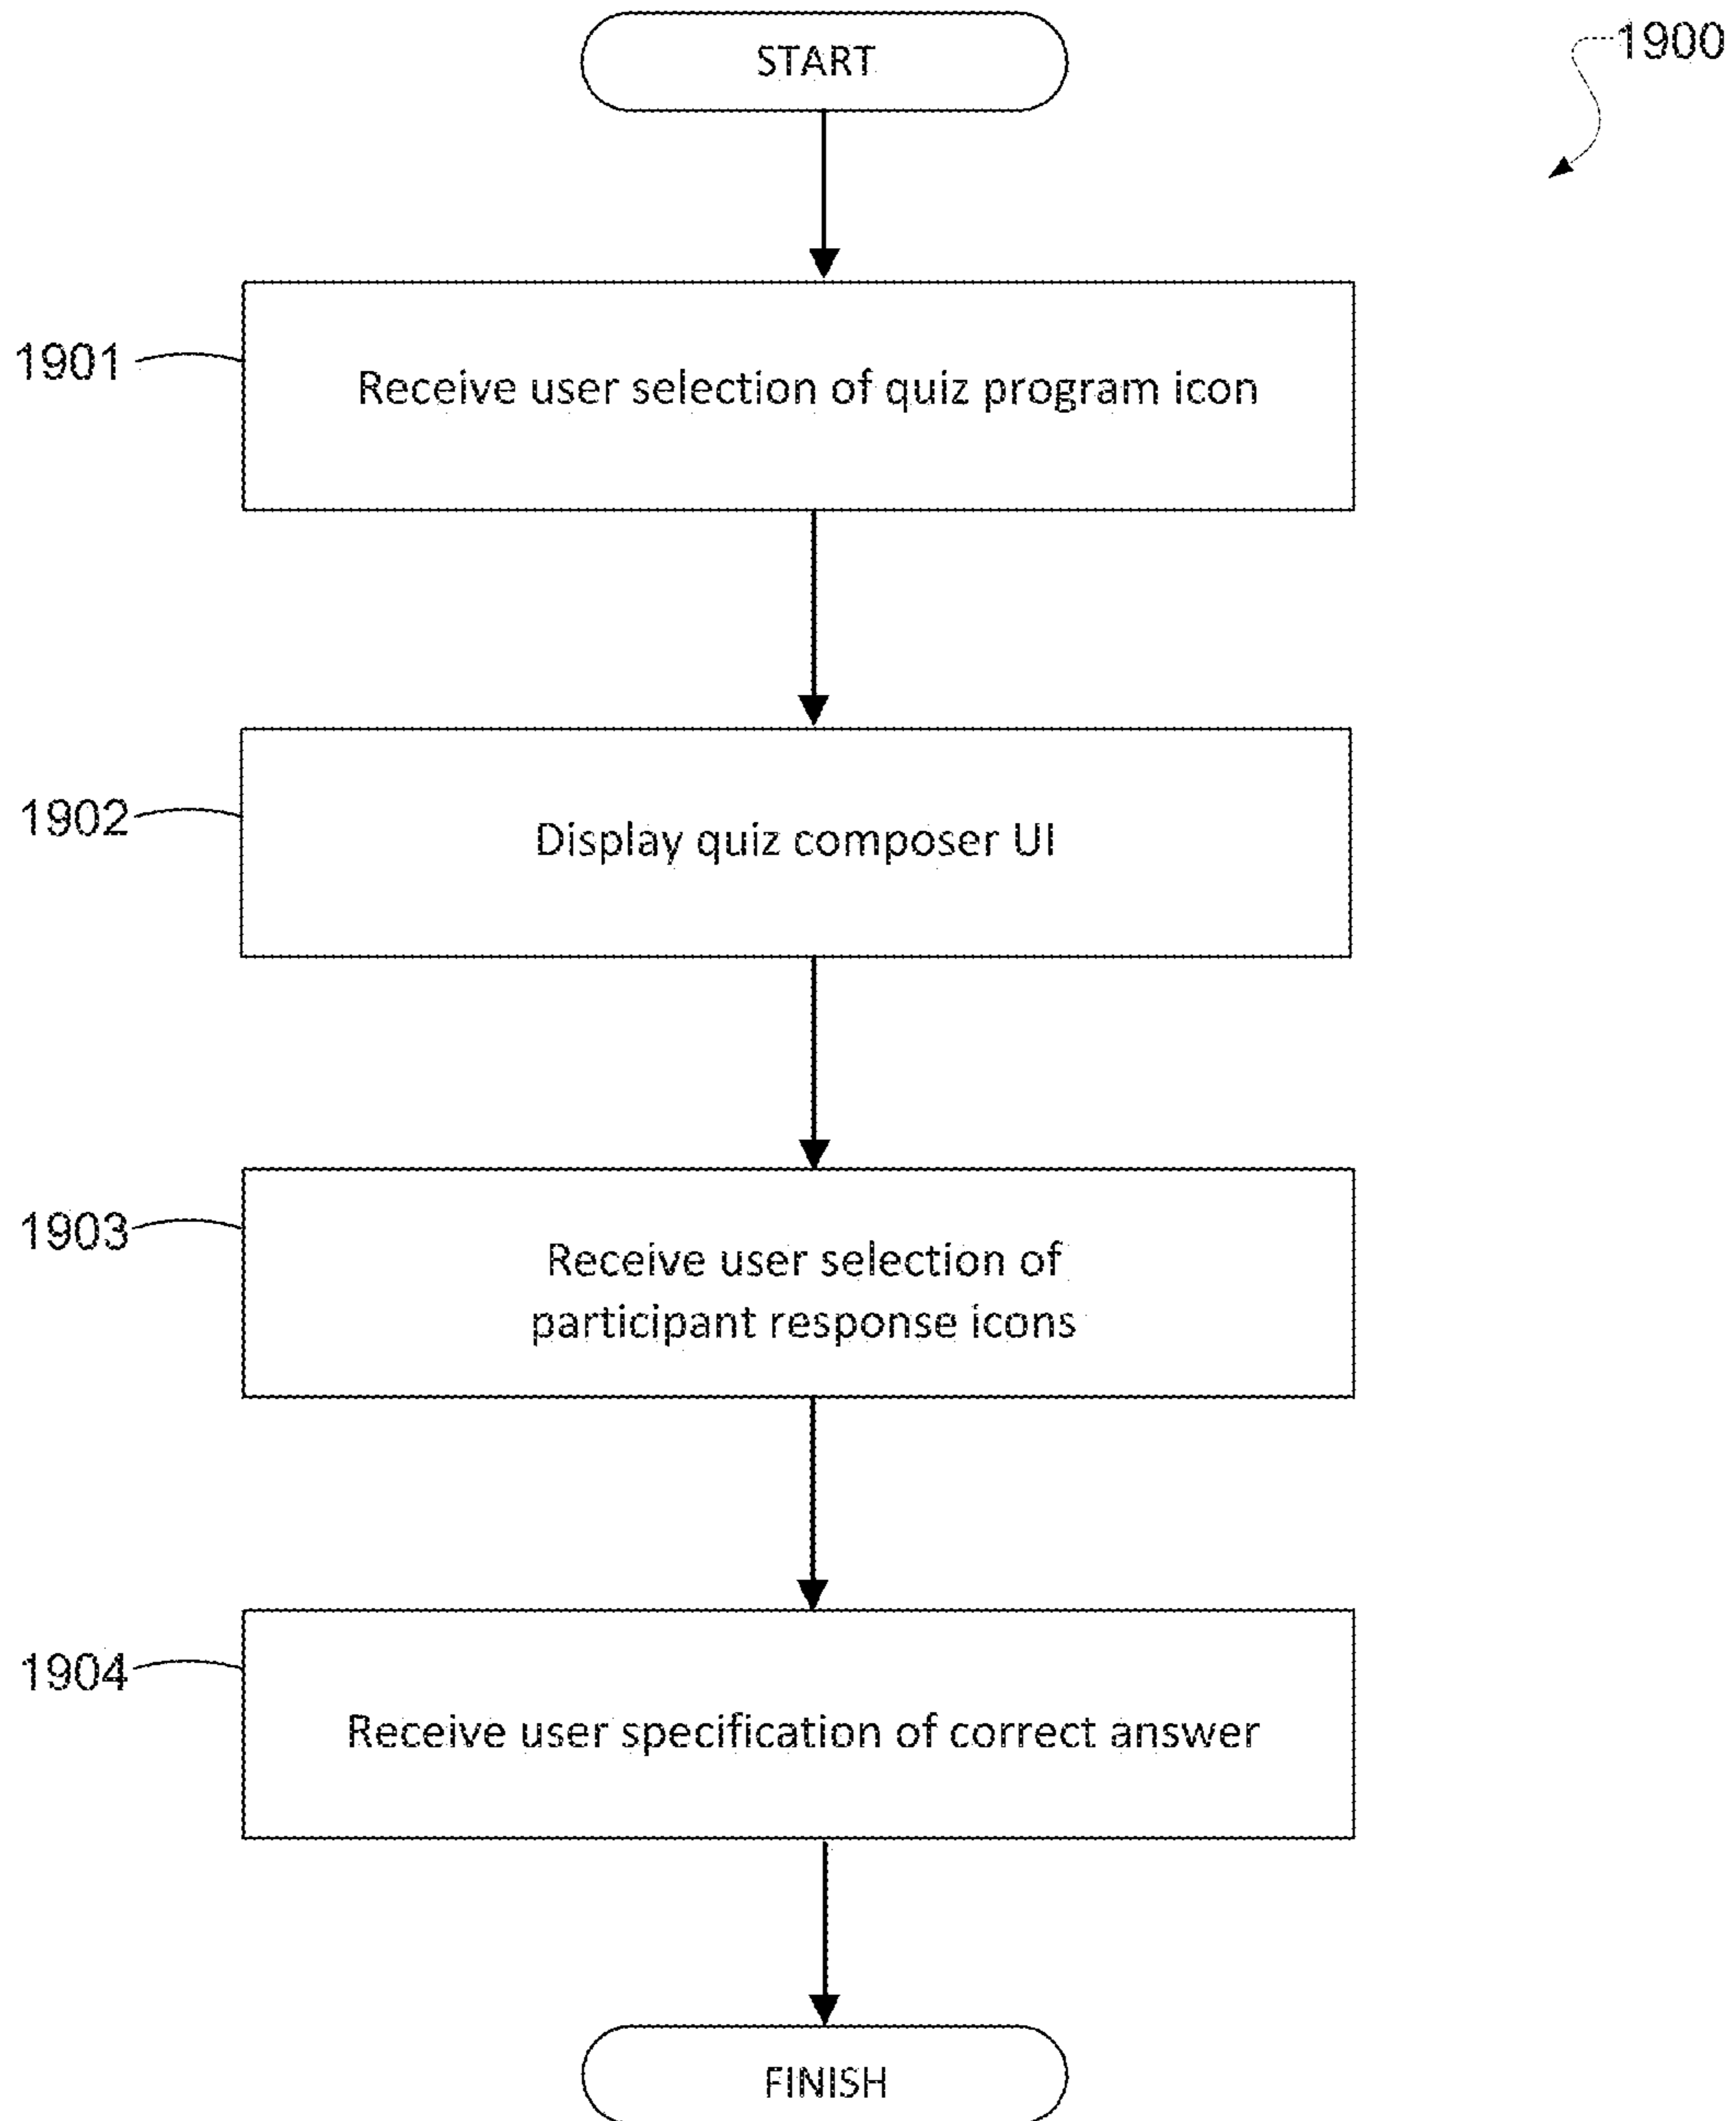 START
1900
1901
Receive user selection of quiz program icon
1902
Display quiz composer UI
1903
Receive user selection of
participant response icons
1904
Receive user specification of correct answer
FINISH